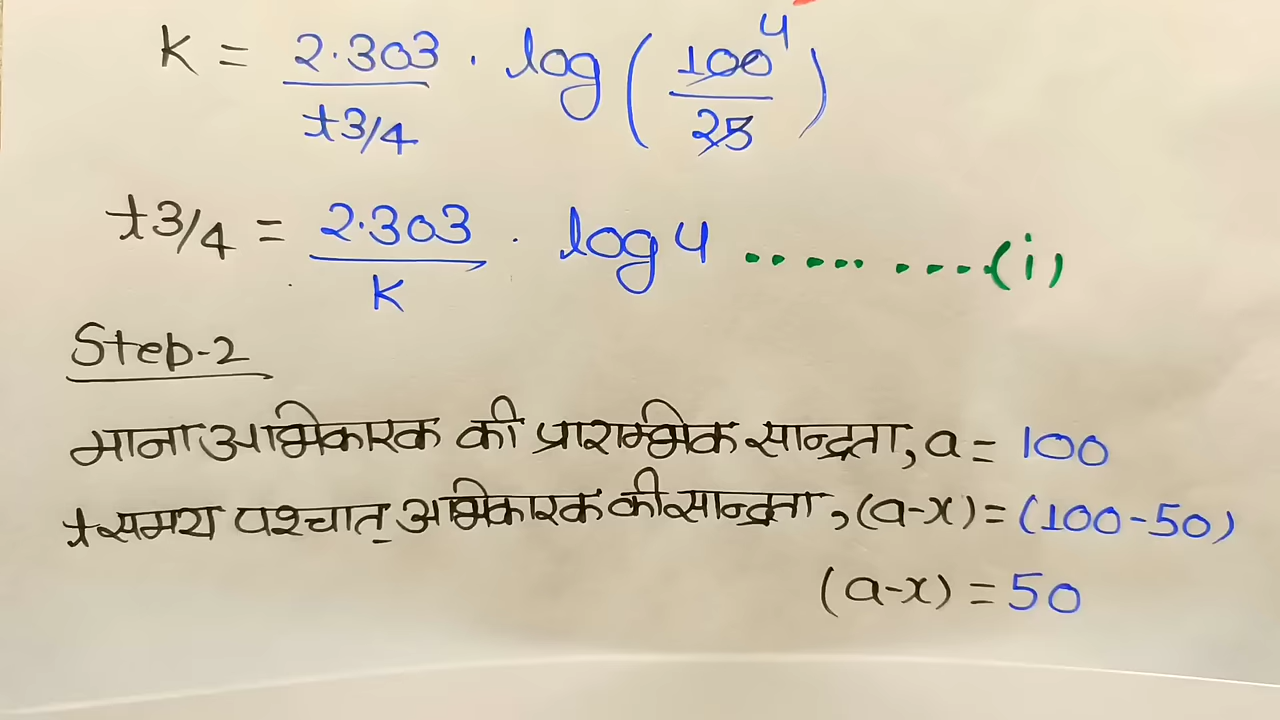 K = 2.303/t3/4 . log(100/25) 4
t3/4 = 2.303/K . log 4 ..... ....(i)
Step-2
माना अभिकारक की प्रारम्भिक सान्द्रता, a = 100
t समय पश्चात् अभिकारक की सान्द्रता, (a-x) = (100-50)
(a-x) = 50